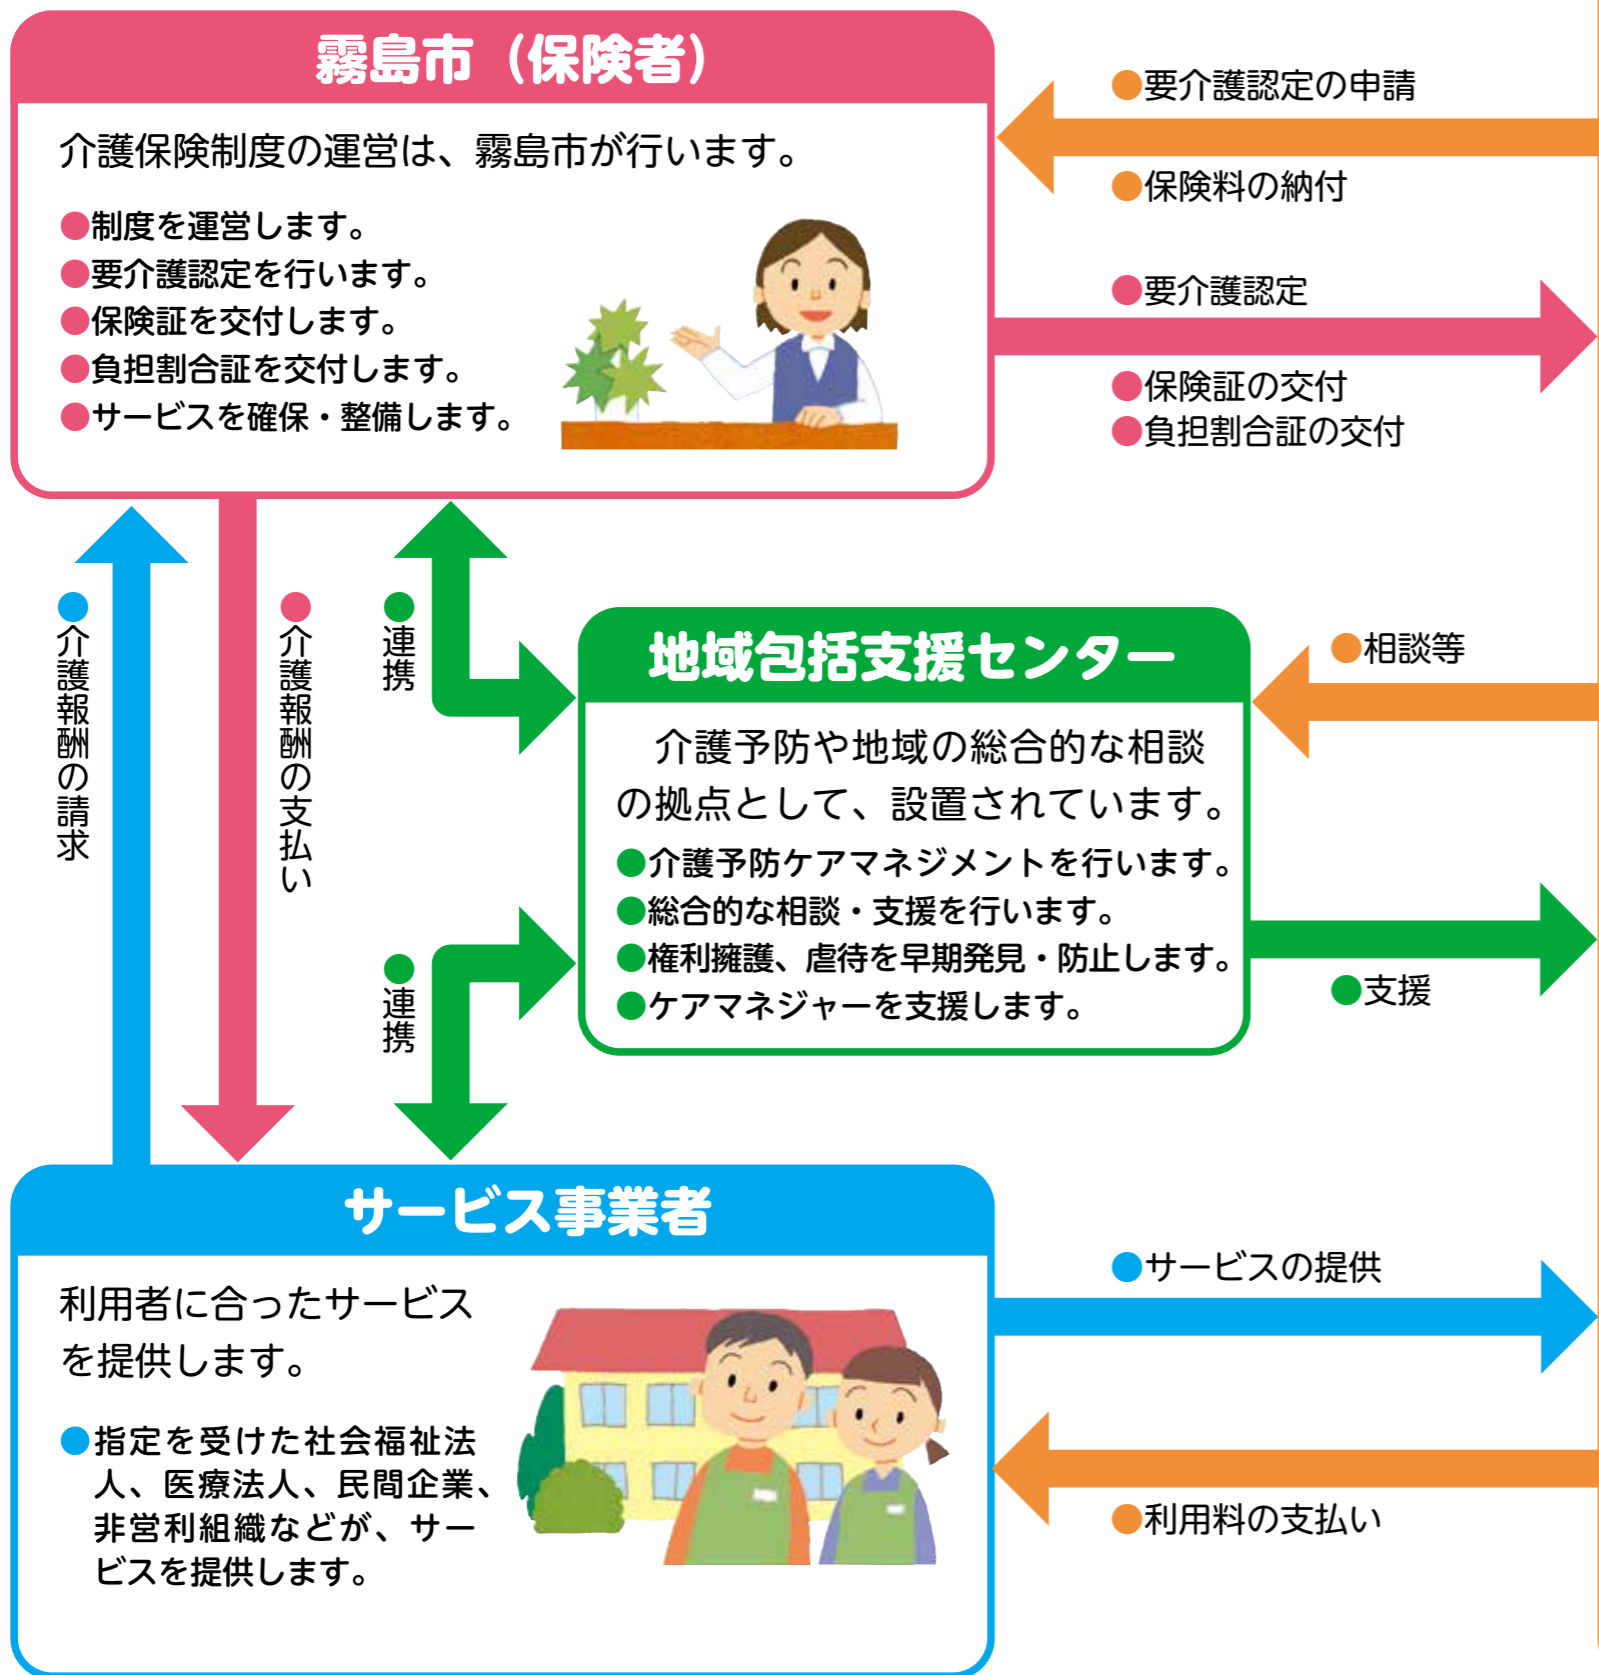 霧島市（保険者）
介護保険制度の運営は、霧島市が行います。
●制度を運営します。
●要介護認定を行います。
●保険証を交付します。
●負担割合証を交付します。
●サービスを確保・整備します。
●要介護認定の申請
●保険料の納付
●要介護認定
●保険証の交付
●負担割合証の交付
●介護報酬の請求
●介護報酬の支払い
●連携
地域包括支援センター
介護予防や地域の総合的な相談
の拠点として、設置されています。
●介護予防ケアマネジメントを行います。
●総合的な相談・支援を行います。
●権利擁護、虐待を早期発見・防止します。
●ケアマネジャーを支援します。
●相談等
●支援
●連携
サービス事業者
利用者に合ったサービス
を提供します。
●指定を受けた社会福祉法
人、医療法人、民間企業、
非営利組織などが、サー
ビスを提供します。
●サービスの提供
●利用料の支払い